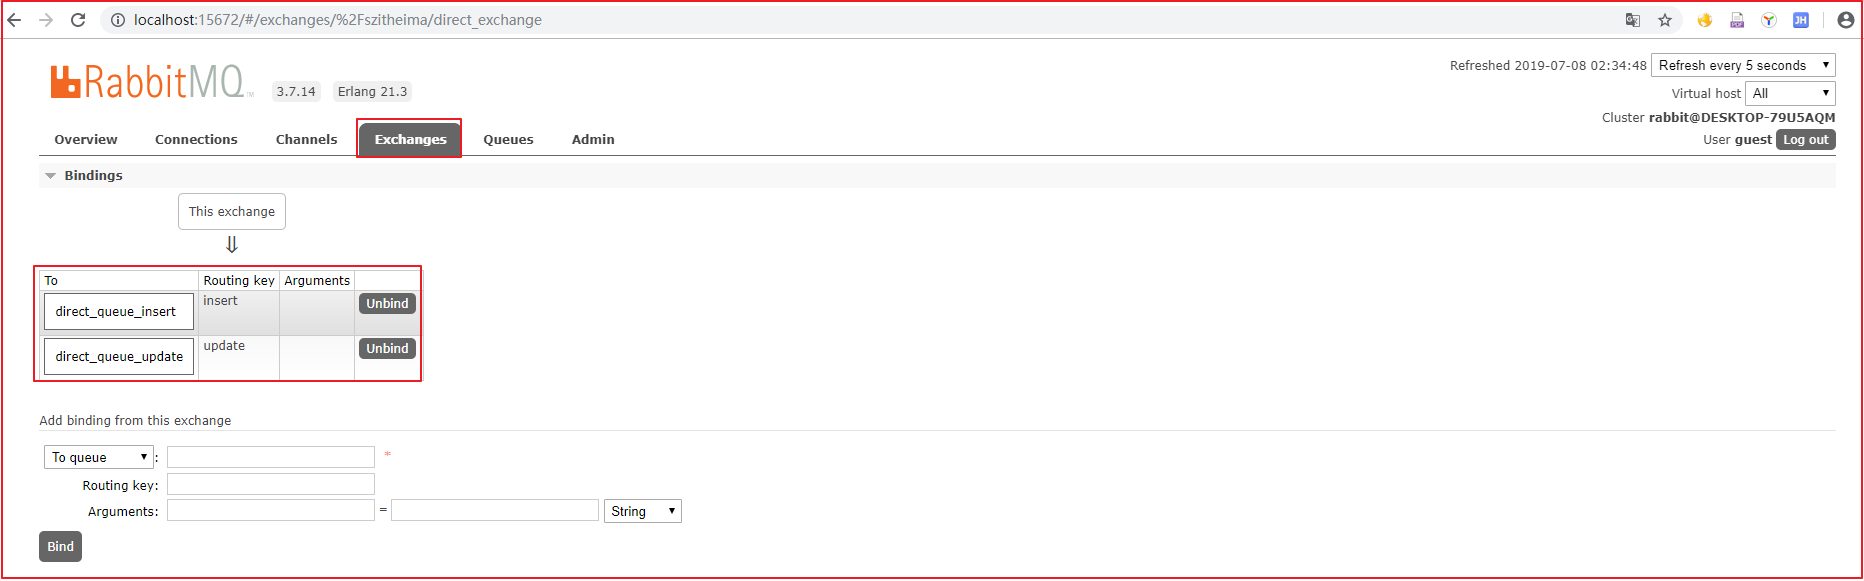 localhost:15672/#/exchanges/%2Fszitheima/direct_exchange
PDF
JH
RabbitMQ TM 3.7.14 Erlang 21.3
Refreshed 2019-07-08 02:34:48 Refresh every 5 seconds
Virtual host All
Cluster rabbit@DESKTOP-79U5AQM
User guest Log out
Overview Connections Channels Exchanges Queues Admin
Bindings
This exchange
⇓
To Routing key Arguments
direct_queue_insert insert Unbind
direct_queue_update update Unbind
Add binding from this exchange
To queue : *
Routing key:
Arguments: = String
Bind